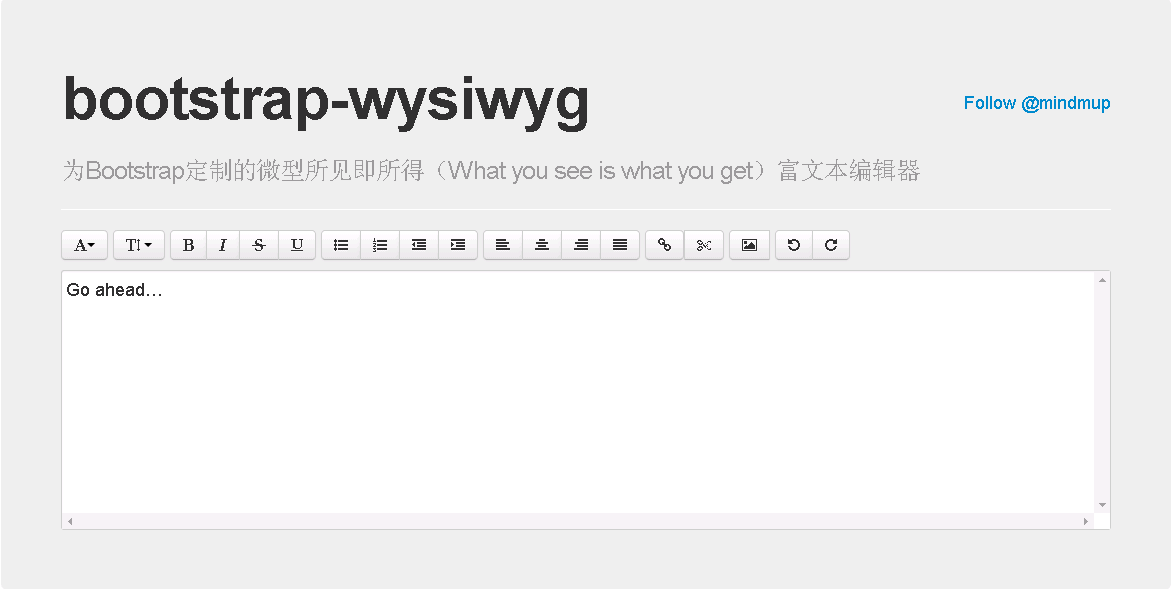 bootstrap-wysiwyg
Follow @mindmup
为Bootstrap定制的微型所见即所得（What you see is what you get）富文本编辑器
A T B I S U
Go ahead…